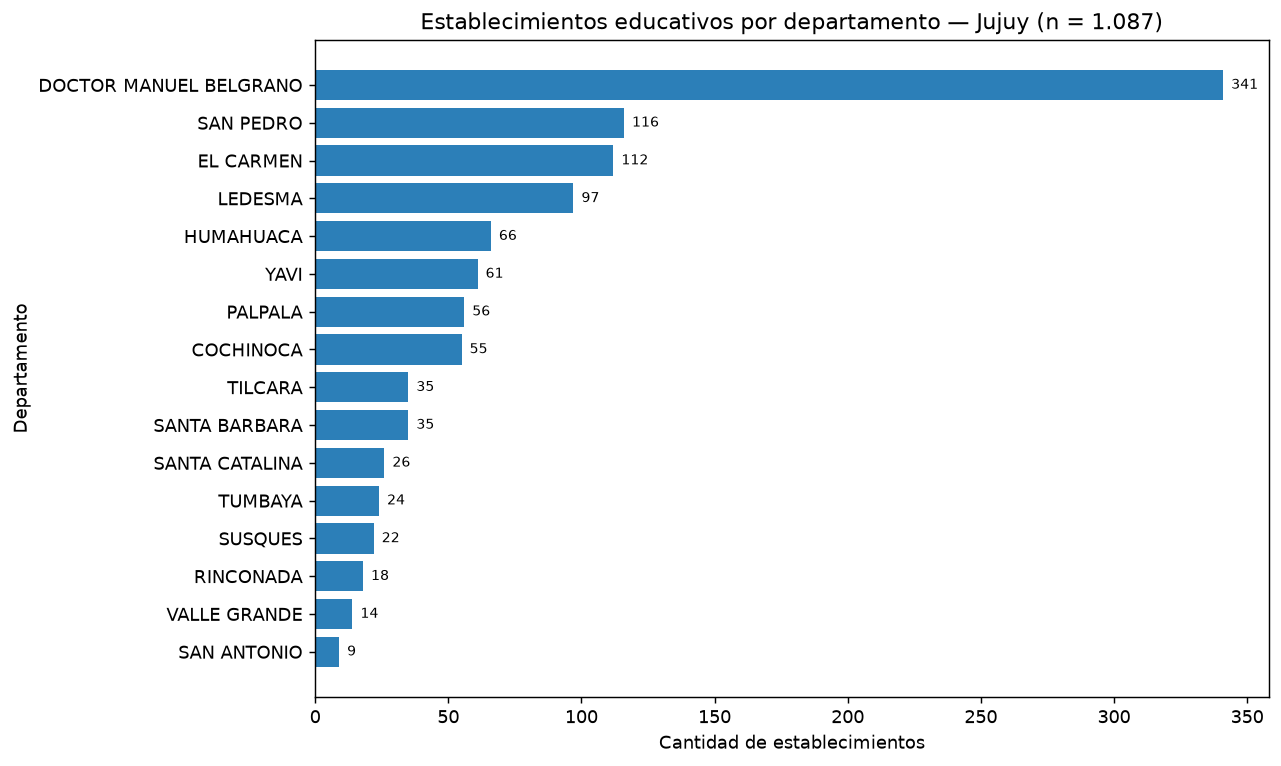 Establecimientos educativos por departamento — Jujuy (n = 1.087)
DOCTOR MANUEL BELGRANO 341
SAN PEDRO 116
EL CARMEN 112
LEDESMA 97
HUMAHUACA 66
YAVI 61
PALPALA 56
COCHINOCA 55
TILCARA 35
SANTA BARBARA 35
SANTA CATALINA 26
TUMBAYA 24
SUSQUES 22
RINCONADA 18
VALLE GRANDE 14
SAN ANTONIO 9
Departamento
0 50 100 150 200 250 300 350
Cantidad de establecimientos